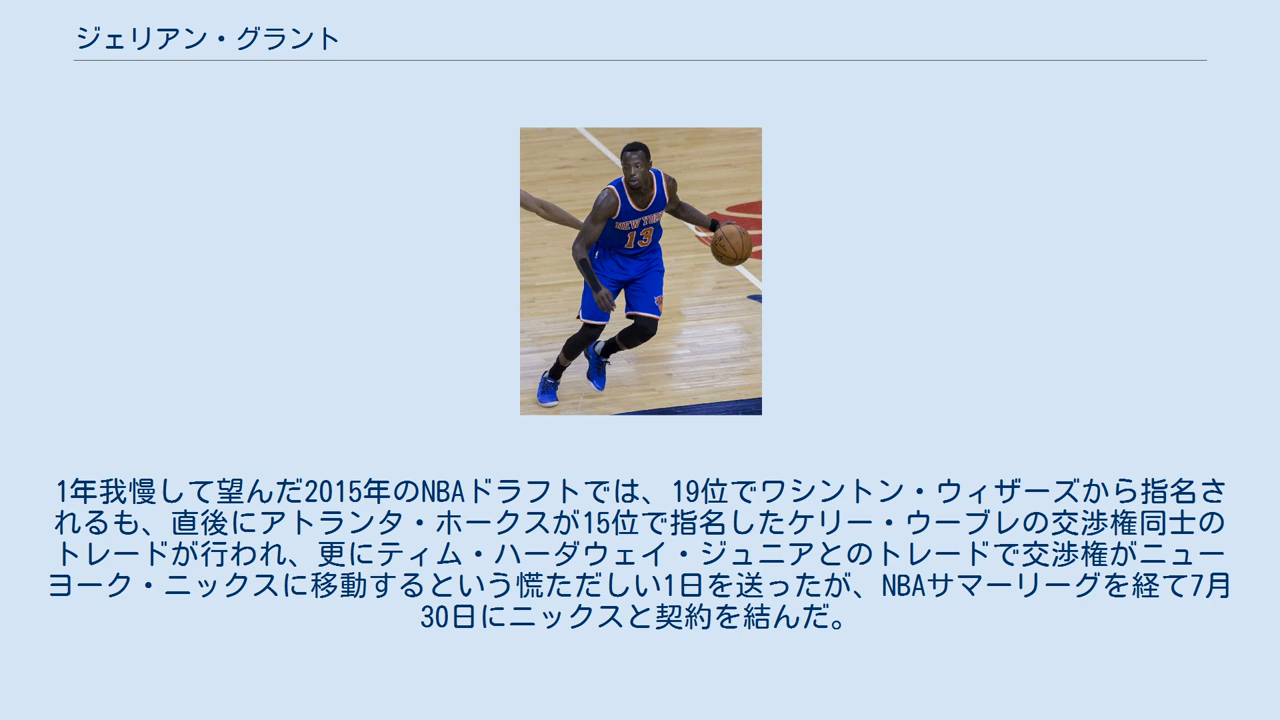 ジェリアン・グラント
NEW YORK
13
1年我慢して望んだ2015年のNBAドラフトでは、19位でワシントン・ウィザーズから指名さ
れるも、直後にアトランタ・ホークスが15位で指名したケリー・ウーブレの交渉権同士の
トレードが行われ、更にティム・ハーダウェイ・ジュニアとのトレードで交渉権がニュー
ヨーク・ニックスに移動するという慌ただしい1日を送ったが、NBAサマーリーグを経て7月
30日にニックスと契約を結んだ。